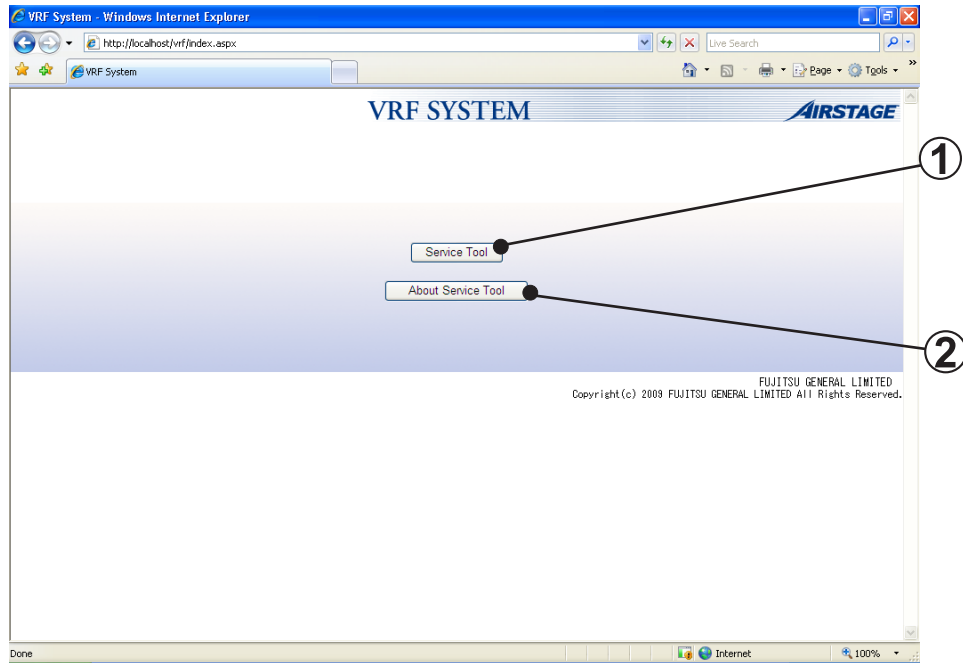 VRF System - Windows Internet Explorer
http://localhost/vrf/index.aspx
Live Search
VRF System
Page
Tools
VRF SYSTEM
AIRSTAGE
1
Service Tool
About Service Tool
2
FUJITSU GENERAL LIMITED
Copyright(c) 2009 FUJITSU GENERAL LIMITED All Rights Reserved.
Done
Internet
100%